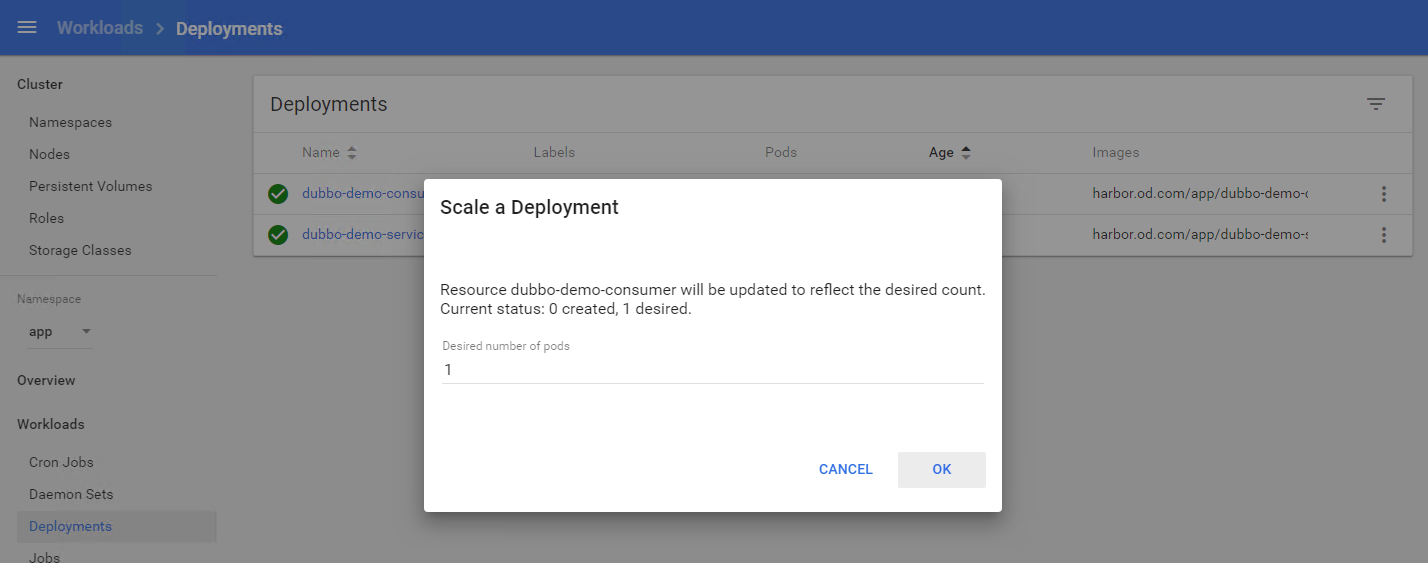 Workloads > Deployments
Cluster
Namespaces
Nodes
Persistent Volumes
Roles
Storage Classes
Namespace
app
Overview
Workloads
Cron Jobs
Daemon Sets
Deployments
Jobs
Deployments
Name Labels Pods Age Images
dubbo-demo-consu harbor.od.com/app/dubbo-demo-c
dubbo-demo-servic harbor.od.com/app/dubbo-demo-s
Scale a Deployment
Resource dubbo-demo-consumer will be updated to reflect the desired count.
Current status: 0 created, 1 desired.
Desired number of pods
1
CANCEL OK